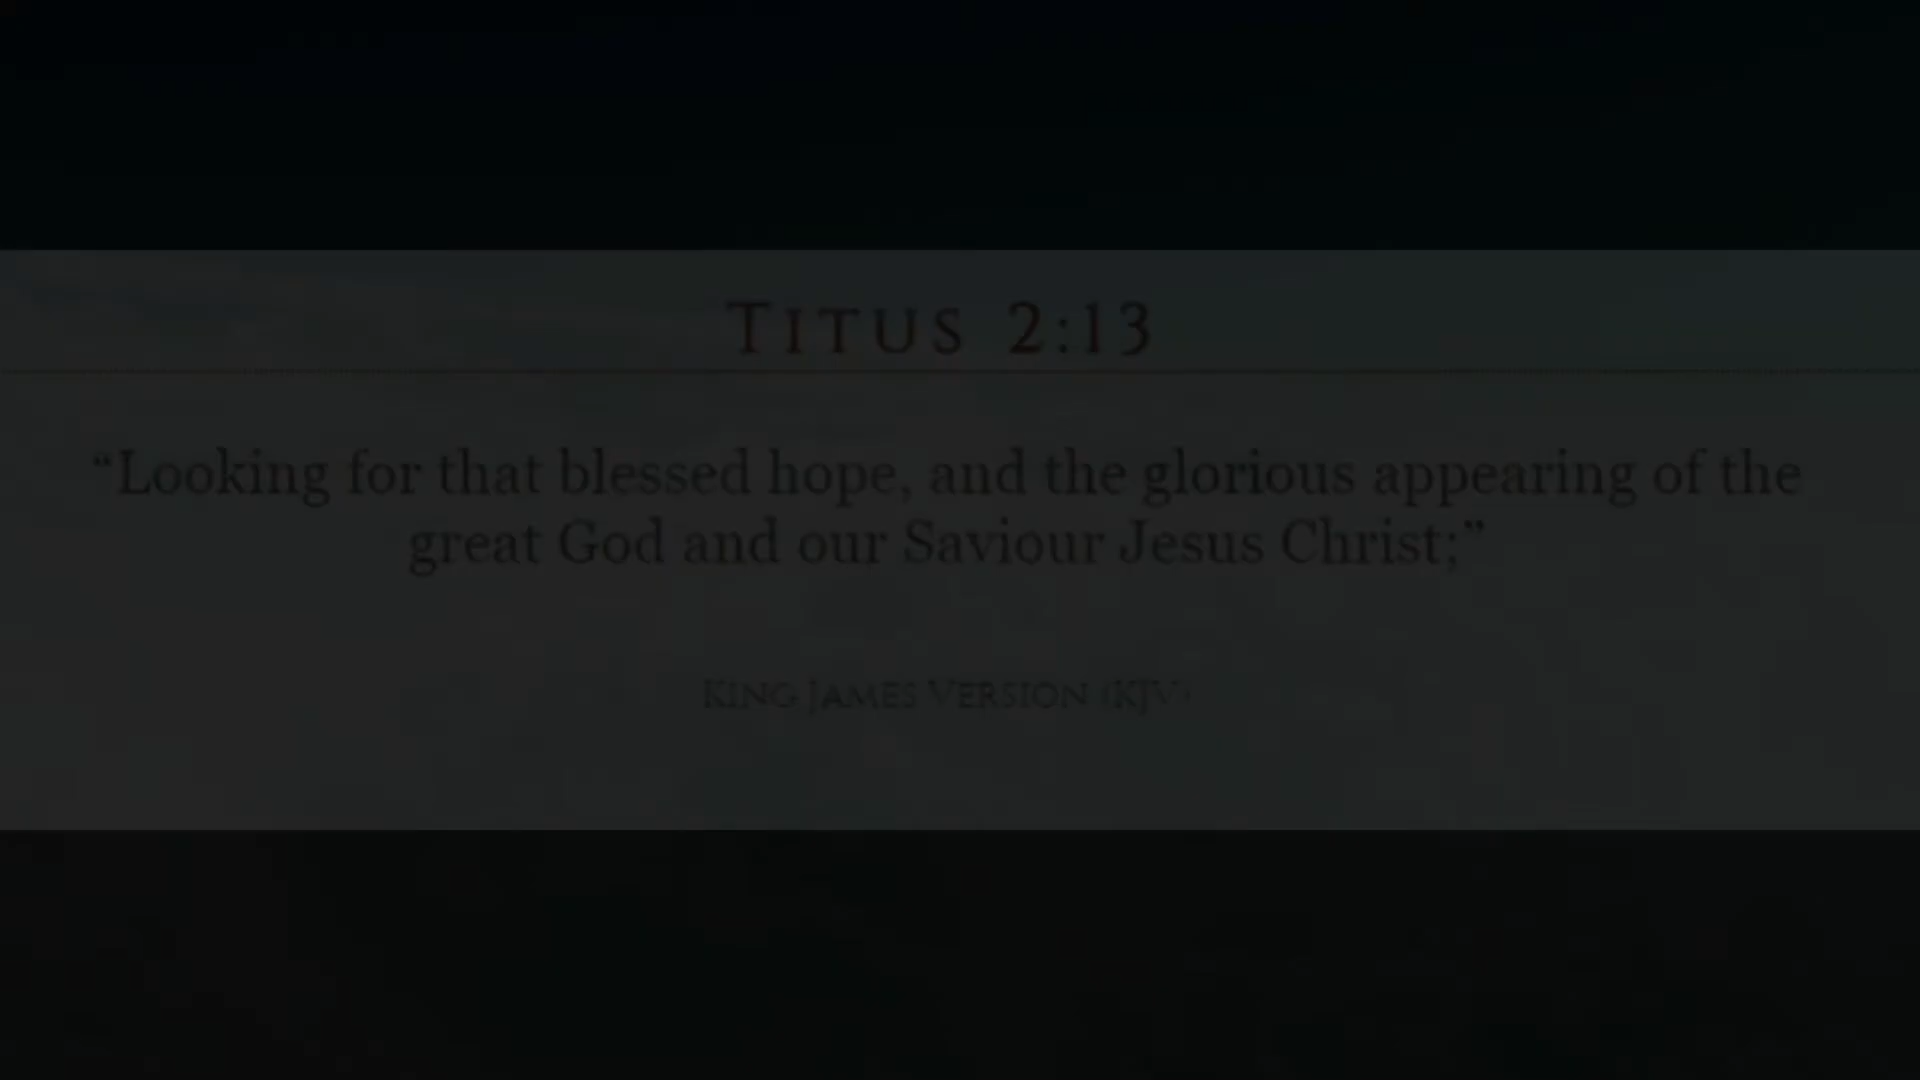 TITUS 2:13
“Looking for that blessed hope, and the glorious appearing of the
great God and our Saviour Jesus Christ;”
KING JAMES VERSION (KJV)